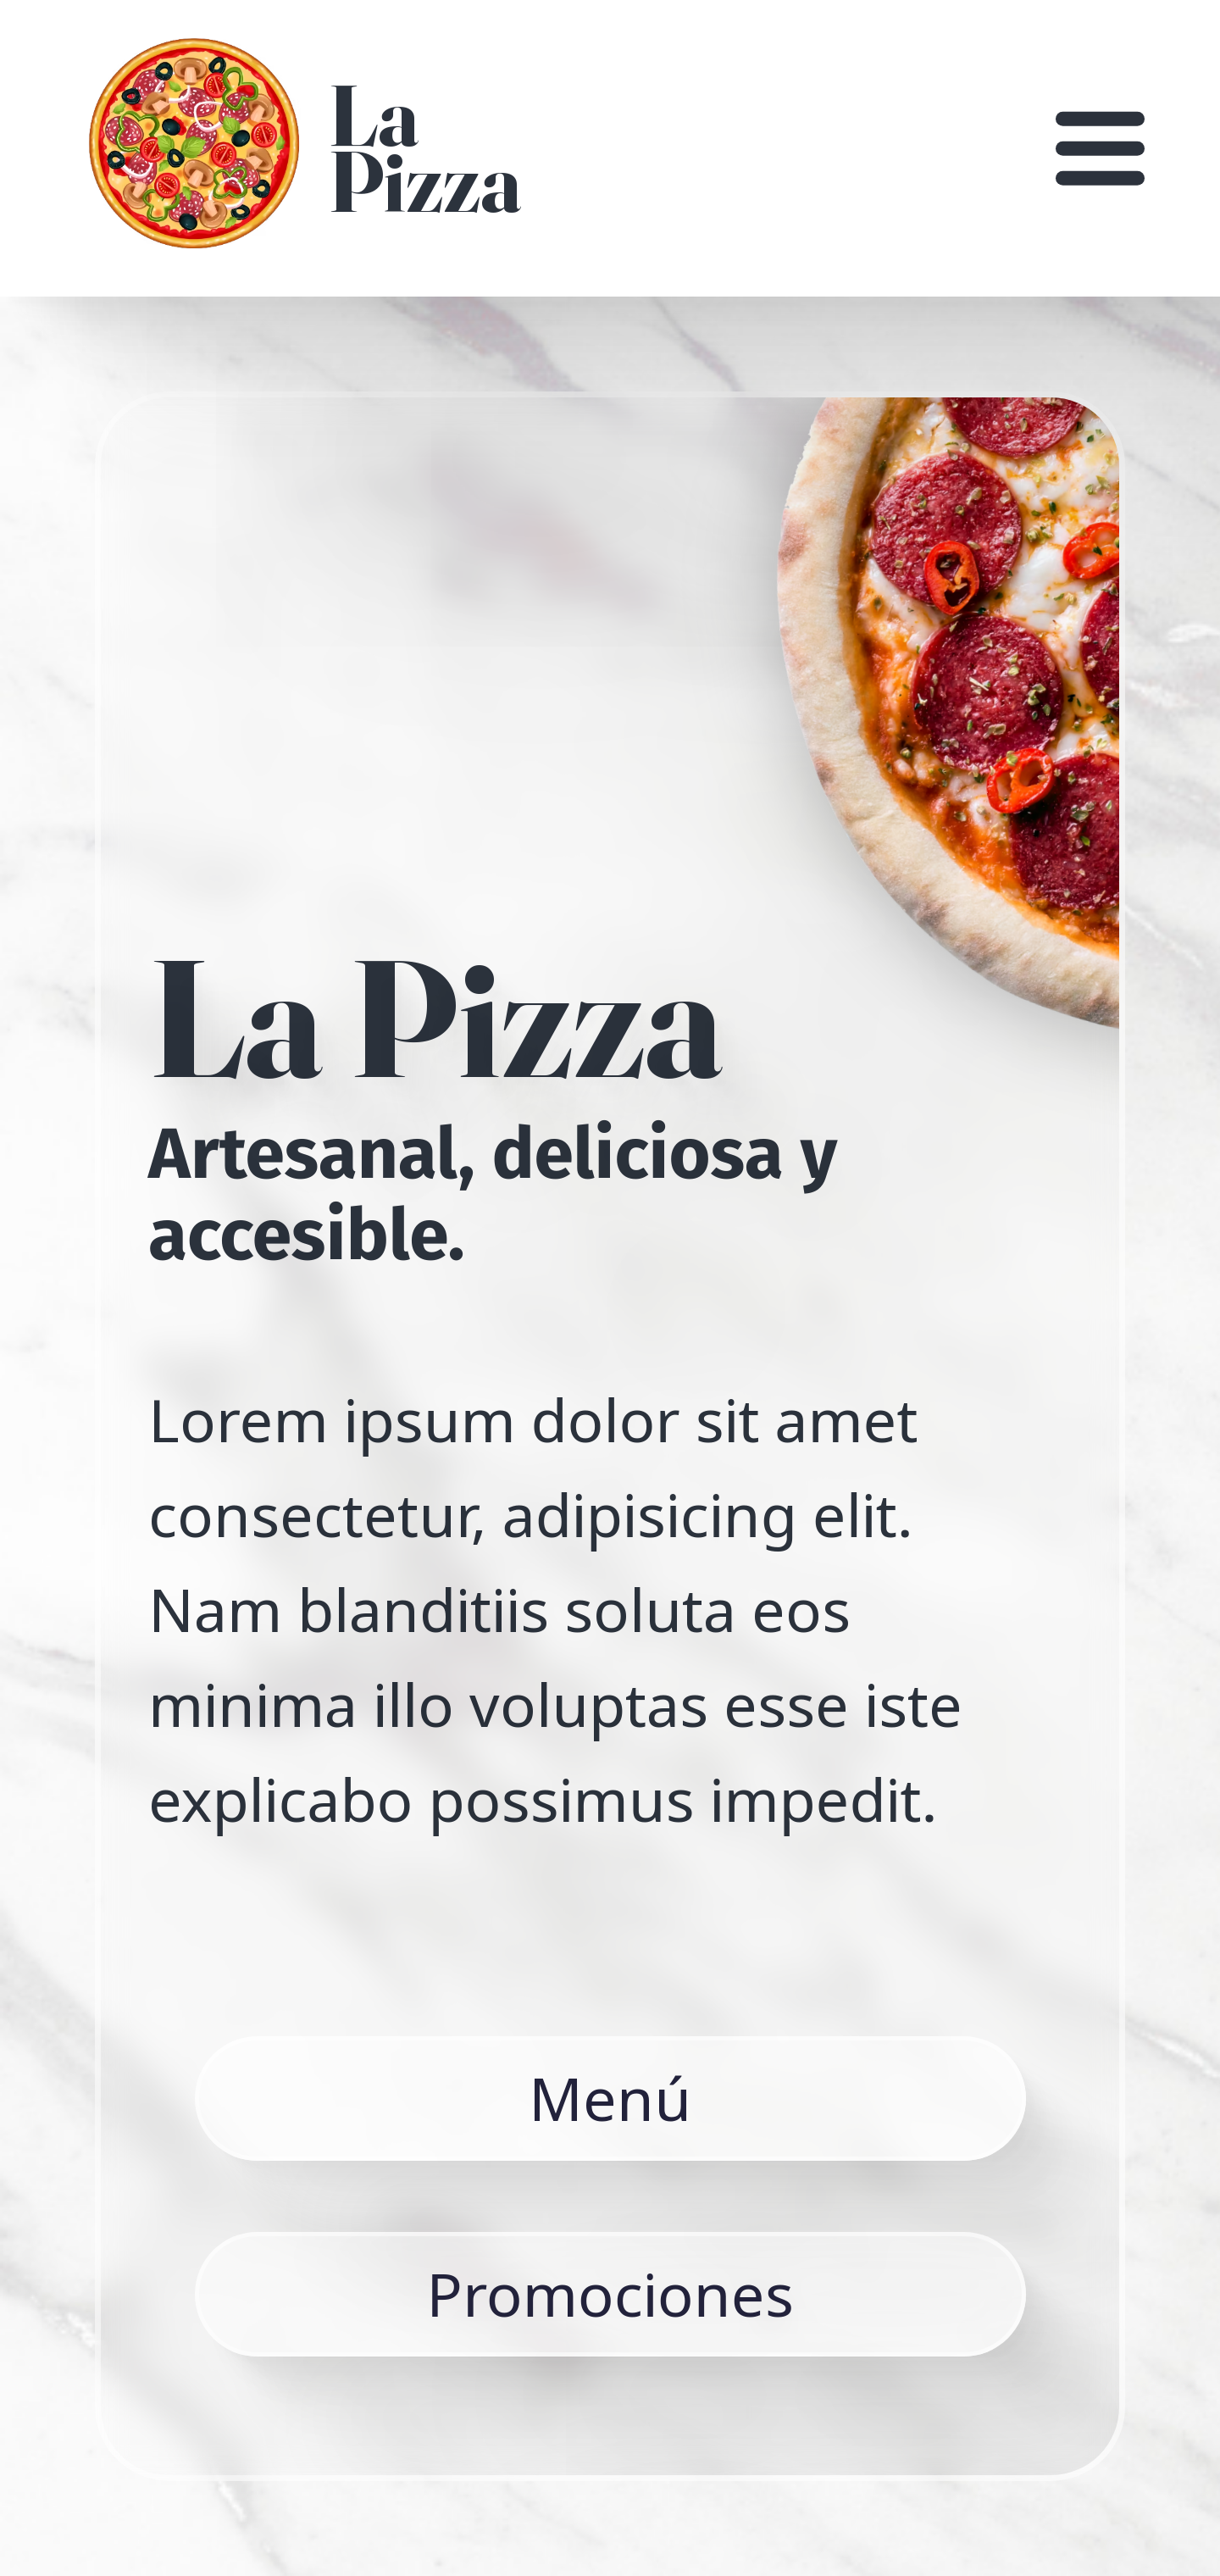 La
Pizza
La Pizza
Artesanal, deliciosa y
accesible.
Lorem ipsum dolor sit amet
consectetur, adipisicing elit.
Nam blanditiis soluta eos
minima illo voluptas esse iste
explicabo possimus impedit.
Menú
Promociones